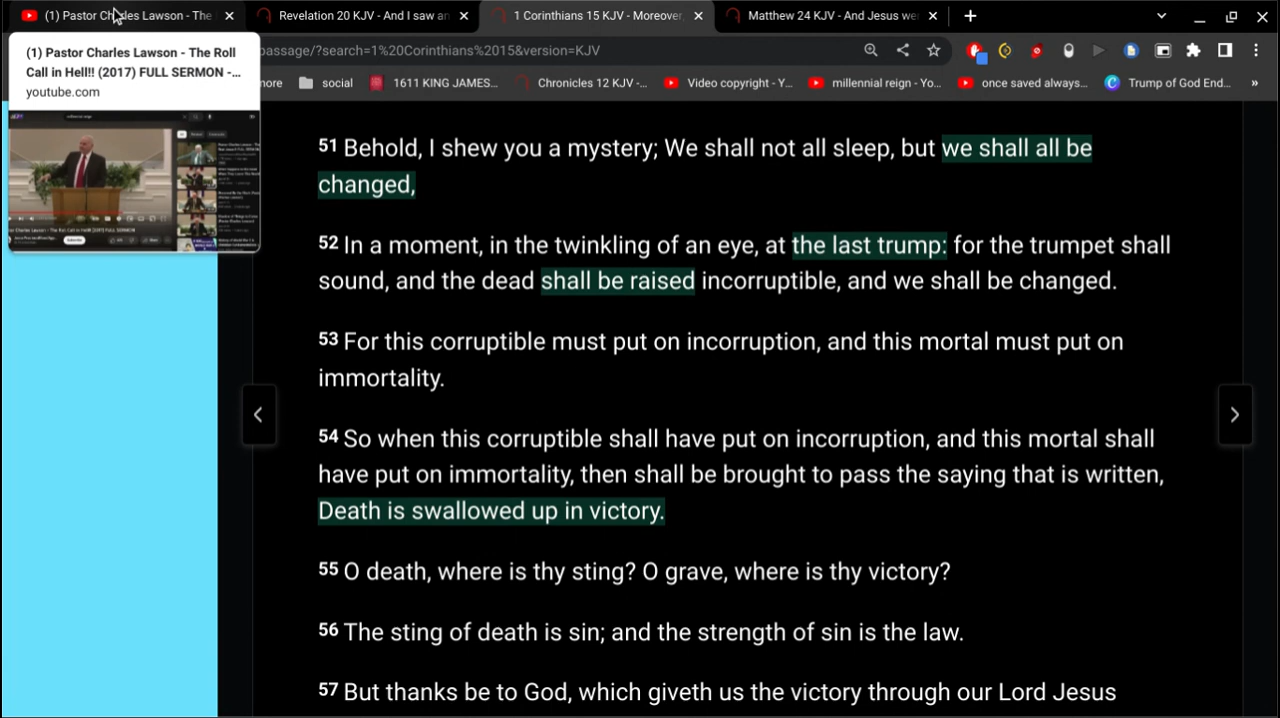 (1) Pastor Charles Lawson - The
Revelation 20 KJV - And I saw an
1 Corinthians 15 KJV - Moreover,
Matthew 24 KJV - And Jesus we
(1) Pastor Charles Lawson - The Roll
Call in Hell!! (2017) FULL SERMON -...
youtube.com
passage/?search=1%20Corinthians%2015&version=KJV
more
social
1611 KING JAMES...
Chronicles 12 KJV -...
Video copyright - Y...
millennial reign - Yo...
once saved always...
Trump of God End...
»
51 Behold, I shew you a mystery; We shall not all sleep, but we shall all be
changed,
52 In a moment, in the twinkling of an eye, at the last trump: for the trumpet shall
sound, and the dead shall be raised incorruptible, and we shall be changed.
53 For this corruptible must put on incorruption, and this mortal must put on
immortality.
54 So when this corruptible shall have put on incorruption, and this mortal shall
have put on immortality, then shall be brought to pass the saying that is written,
Death is swallowed up in victory.
55 O death, where is thy sting? O grave, where is thy victory?
56 The sting of death is sin; and the strength of sin is the law.
57 But thanks be to God, which giveth us the victory through our Lord Jesus